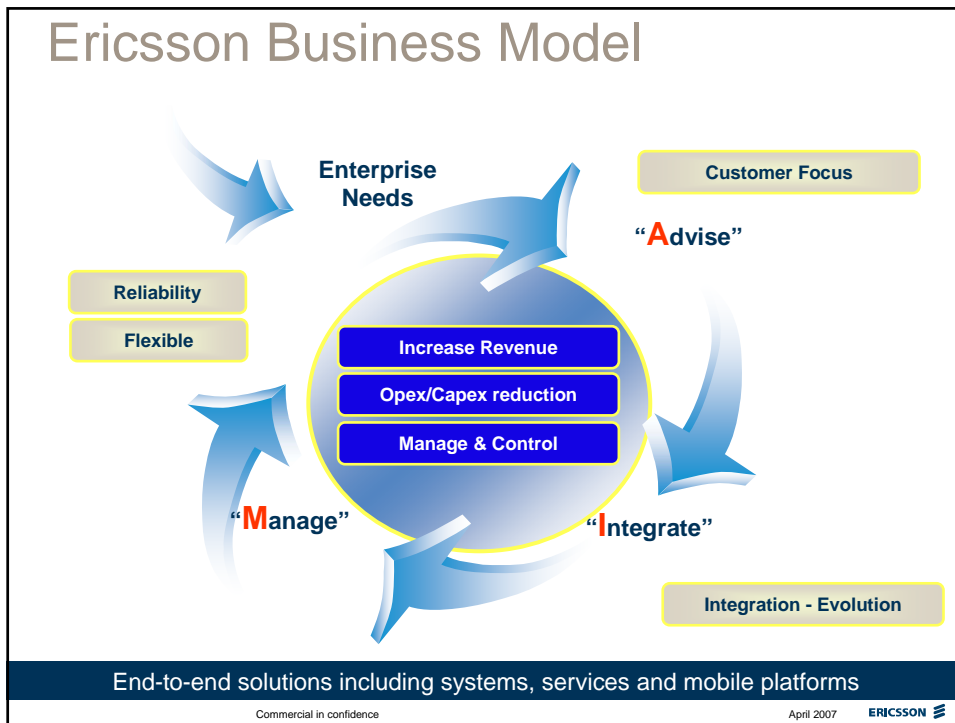 Ericsson Business Model
Enterprise
Needs
Customer Focus
“Advise”
Reliability
Flexible
Increase Revenue
Opex/Capex reduction
Manage & Control
“Manage”
“Integrate”
Integration - Evolution
End-to-end solutions including systems, services and mobile platforms
Commercial in confidence
April 2007
ERICSSON